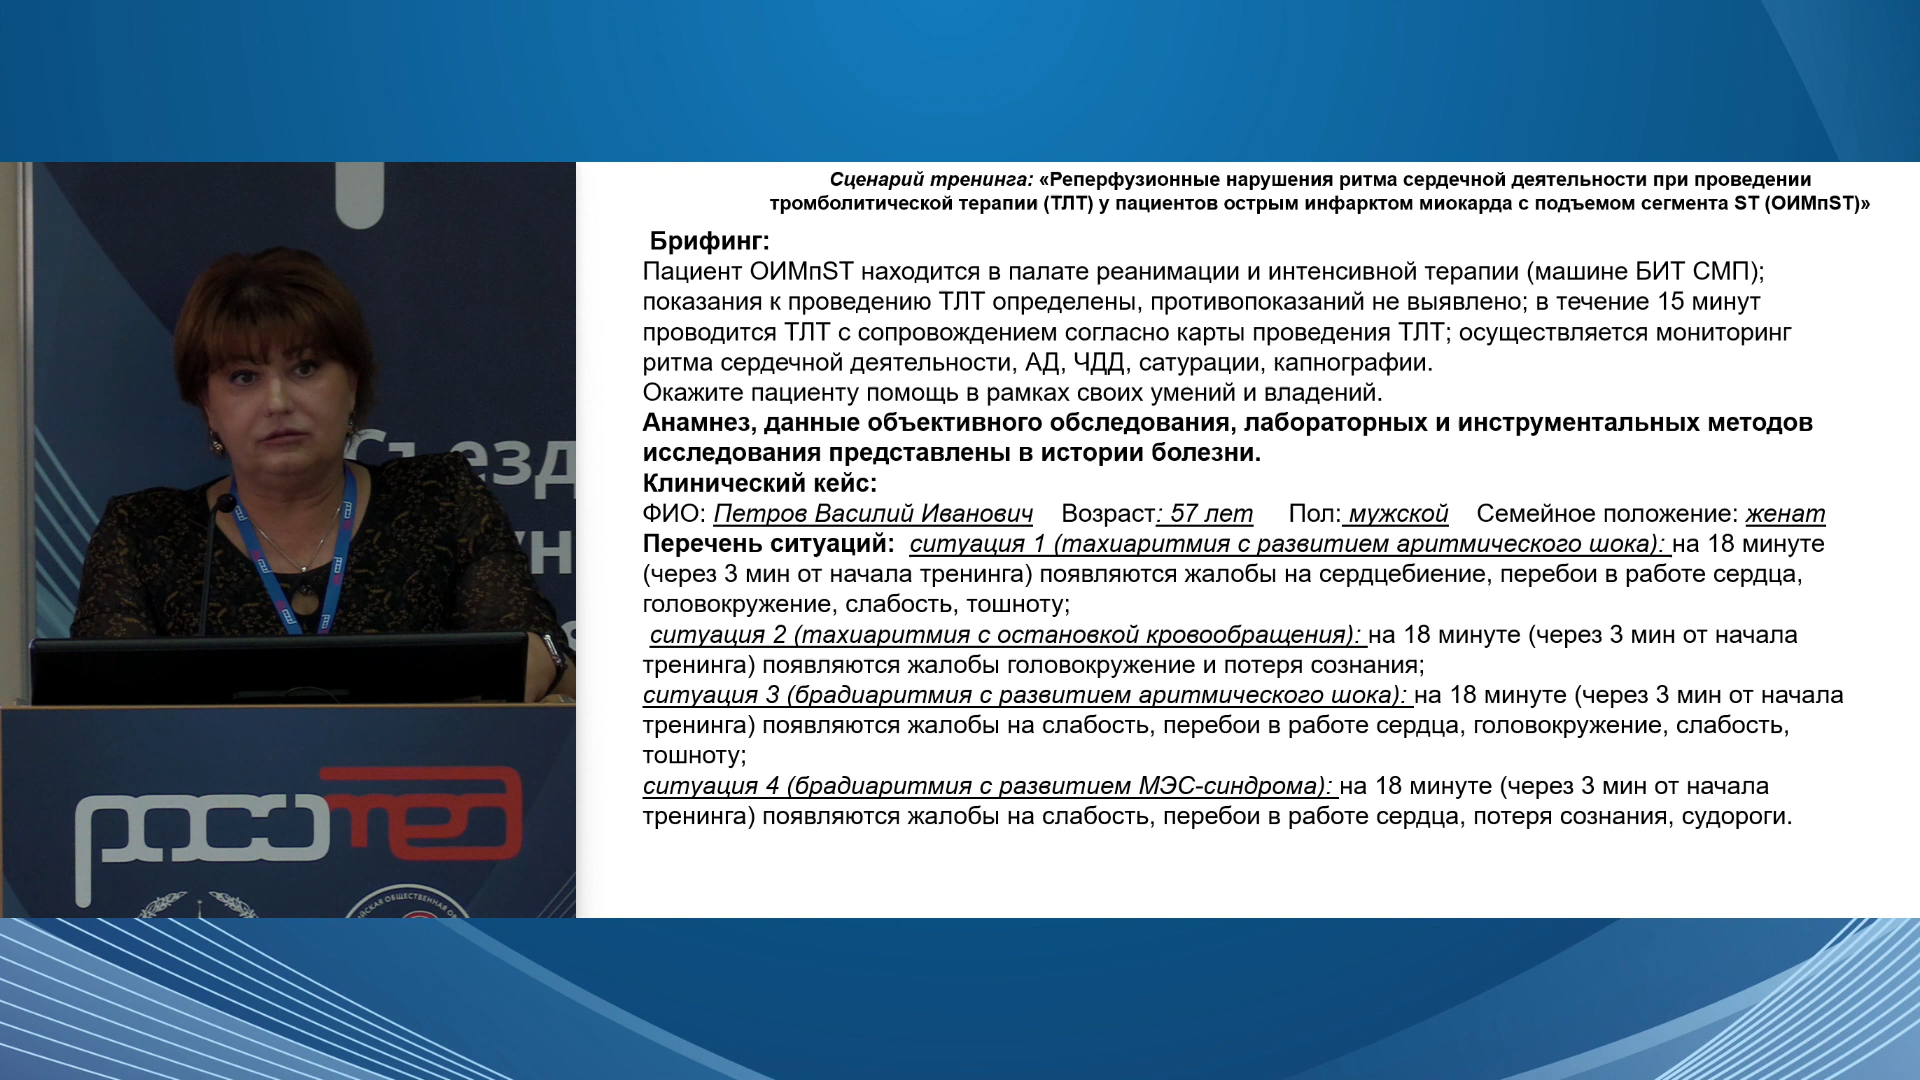 Сценарий тренинга: «Реперфузионные нарушения ритма сердечной деятельности при проведении
тромболитической терапии (ТЛТ) у пациентов острым инфарктом миокарда с подъемом сегмента ST (ОИМпST)»
Брифинг:
Пациент ОИМпST находится в палате реанимации и интенсивной терапии (машине БИТ СМП);
показания к проведению ТЛТ определены, противопоказаний не выявлено; в течение 15 минут
проводится ТЛТ с сопровождением согласно карты проведения ТЛТ; осуществляется мониторинг
ритма сердечной деятельности, АД, ЧДД, сатурации, капнографии.
Окажите пациенту помощь в рамках своих умений и владений.
Анамнез, данные объективного обследования, лабораторных и инструментальных методов
исследования представлены в истории болезни.
Клинический кейс:
ФИО: Петров Василий Иванович Возраст: 57 лет Пол: мужской Семейное положение: женат
Перечень ситуаций: ситуация 1 (тахиаритмия с развитием аритмического шока): на 18 минуте
(через 3 мин от начала тренинга) появляются жалобы на сердцебиение, перебои в работе сердца,
головокружение, слабость, тошноту;
ситуация 2 (тахиаритмия с остановкой кровообращения): на 18 минуте (через 3 мин от начала
тренинга) появляются жалобы головокружение и потеря сознания;
ситуация 3 (брадиаритмия с развитием аритмического шока): на 18 минуте (через 3 мин от начала
тренинга) появляются жалобы на слабость, перебои в работе сердца, головокружение, слабость,
тошноту;
ситуация 4 (брадиаритмия с развитием МЭС-синдрома): на 18 минуте (через 3 мин от начала
тренинга) появляются жалобы на слабость, перебои в работе сердца, потеря сознания, судороги.
Съезд
росомед
ОБЩЕСТВЕННАЯ